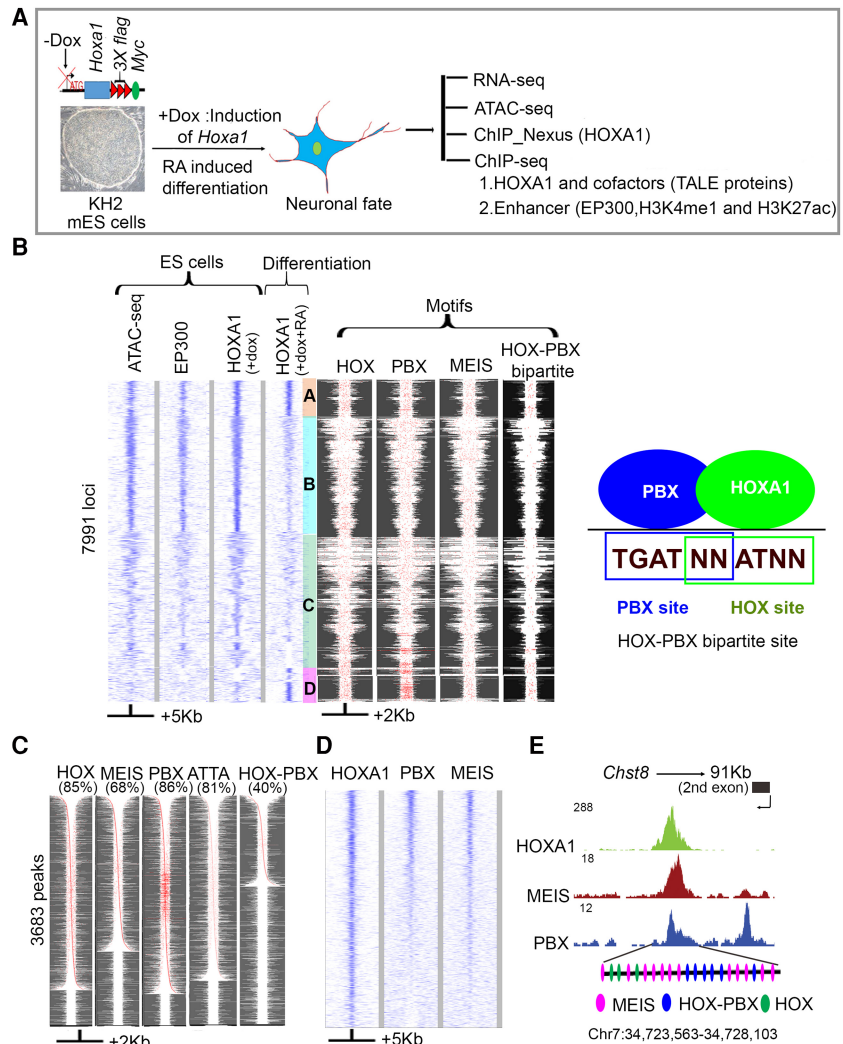 A
-Dox
Hoxa1
3X flag
Myc
ATG
KH2
mES cells
+Dox :Induction
of Hoxa1
RA induced
differentiation
Neuronal fate
RNA-seq
ATAC-seq
ChIP_Nexus (HOXA1)
ChIP-seq
1.HOXA1 and cofactors (TALE proteins)
2.Enhancer (EP300,H3K4me1 and H3K27ac)
B
ES cells
Differentiation
Motifs
ATAC-seq
EP300
HOXA1
(+dox)
HOXA1
(+dox+RA)
HOX
PBX
MEIS
HOX-PBX
bipartite
7991 loci
A
B
C
D
+5Kb
+2Kb
PBX
HOXA1
TGAT NN ATNN
PBX site
HOX site
HOX-PBX bipartite site
C
HOX
(85%)
MEIS
(68%)
PBX
(86%)
ATTA
(81%)
HOX-PBX
(40%)
3683 peaks
+2Kb
D
HOXA1
PBX
MEIS
+5Kb
E
Chst8
91Kb
(2nd exon)
288
HOXA1
18
MEIS
12
PBX
MEIS
HOX-PBX
HOX
Chr7:34,723,563-34,728,103